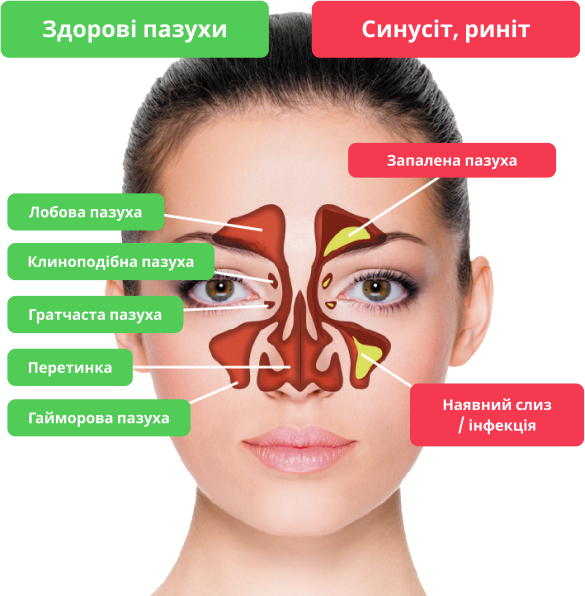 Здорові пазухи
Синусіт, риніт
Запалена пазуха
Лобова пазуха
Клиноподібна пазуха
Гратчаста пазуха
Перетинка
Гайморова пазуха
Наявний слиз
/ інфекція